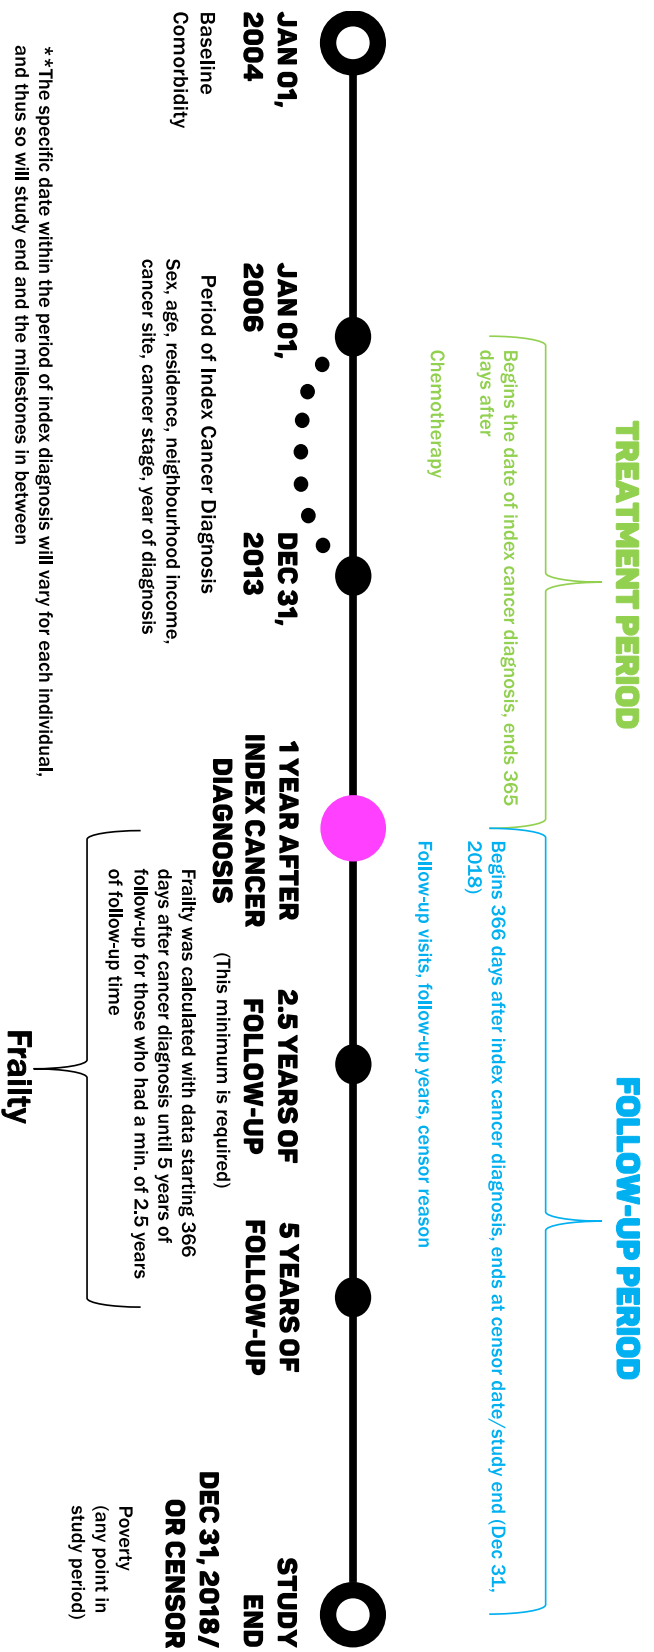 TREATMENT PERIOD
Begins the date of index cancer diagnosis, ends 365
days after
Chemotherapy
FOLLOW-UP PERIOD
Begins 366 days after index cancer diagnosis, ends at censor date/study end (Dec 31,
2018)
Follow-up visits, follow-up years, censor reason
JAN 01,
2004
Baseline
Comorbidity
JAN 01,
2006
DEC 31,
2013
Period of Index Cancer Diagnosis
Sex, age, residence, neighbourhood income,
cancer site, cancer stage, year of diagnosis
1 YEAR AFTER
INDEX CANCER
DIAGNOSIS
2.5 YEARS OF
FOLLOW-UP
(This minimum is required)
5 YEARS OF
FOLLOW-UP
STUDY
END
DEC 31, 2018/
OR CENSOR
Poverty
(any point in
study period)
Frailty was calculated with data starting 366
days after cancer diagnosis until 5 years of
follow-up for those who had a min. of 2.5 years
of follow-up time
Frailty
**The specific date within the period of index diagnosis will vary for each individual,
and thus so will study end and the milestones in between